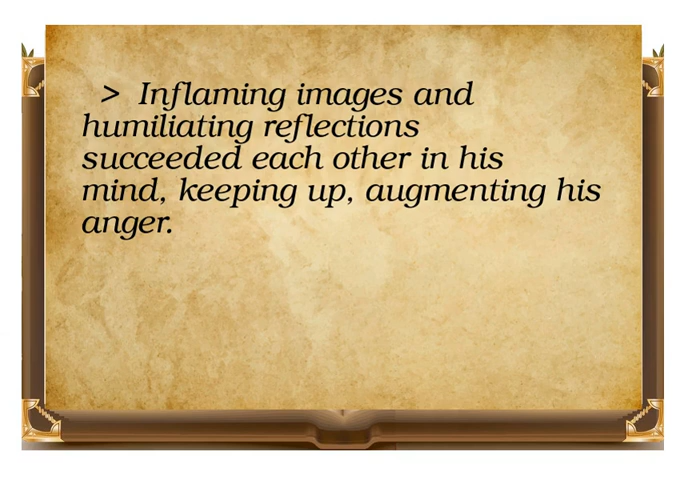 > Inflaming images and
humiliating reflections
succeeded each other in his
mind, keeping up, augmenting his
anger.